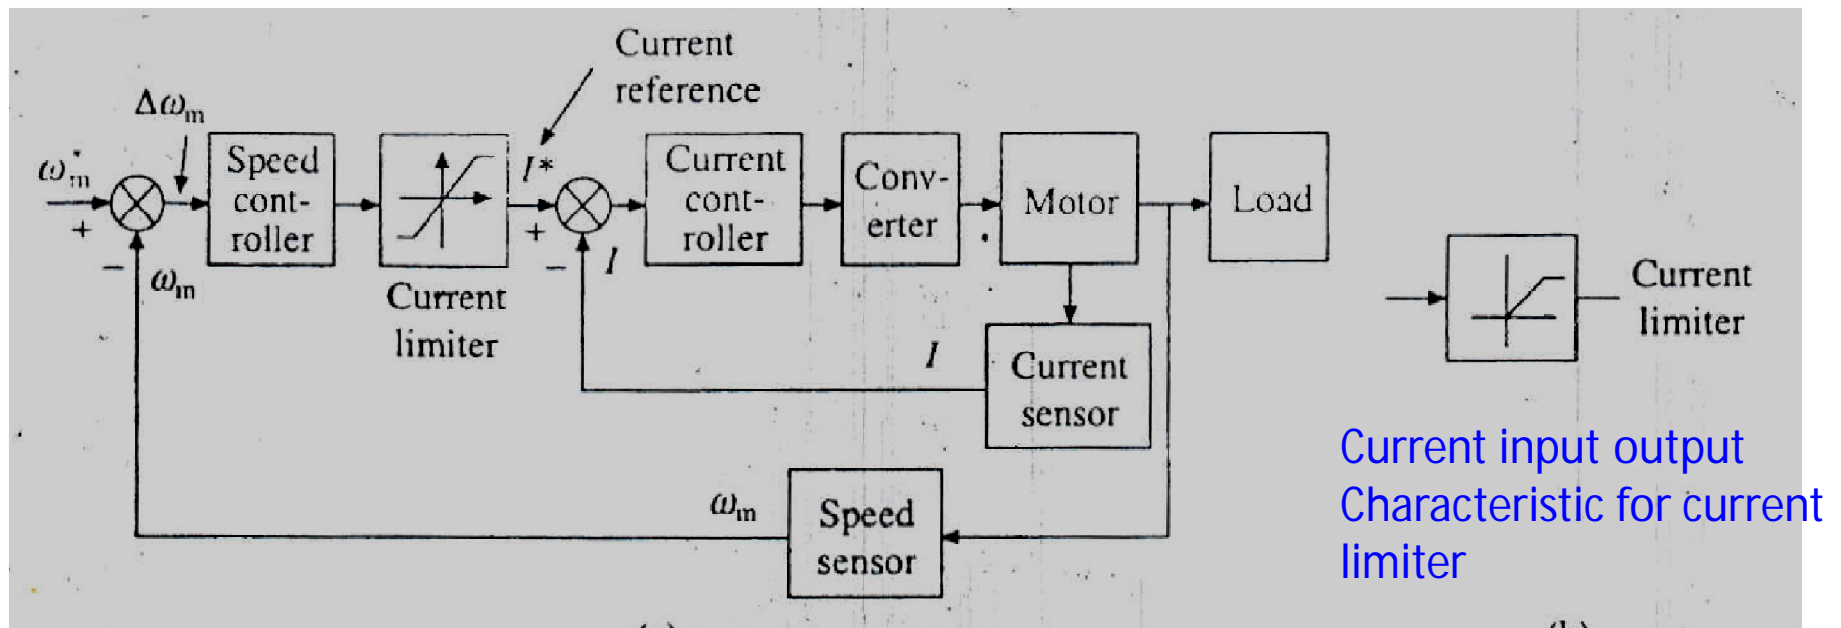 Current
reference
Δωm
ω*m
+
−
ωm
Speed
cont-
roller
Current
limiter
I*
+
−
I
Current
cont-
roller
Conv-
erter
Motor
Load
I
Current
sensor
ωm
Speed
sensor
Current
limiter
Current input output
Characteristic for current
limiter